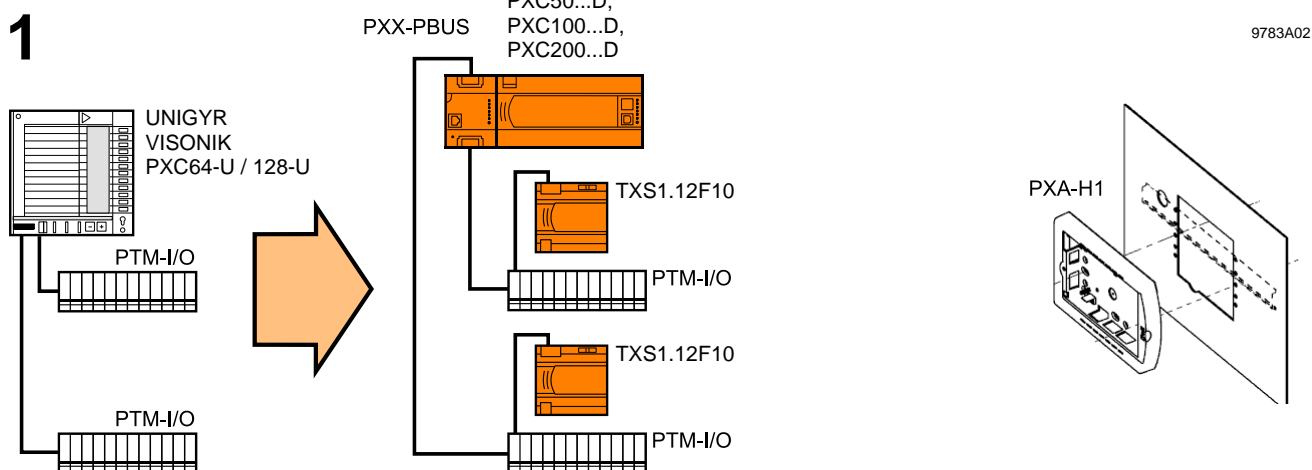 1
UNIGYR
VISONIK
PXC64-U / 128-U
PTM-I/O
PTM-I/O
PXX-PBUS
PXC50...D,
PXC100...D,
PXC200...D
TXS1.12F10
PTM-I/O
TXS1.12F10
PTM-I/O
9783A02
PXA-H1